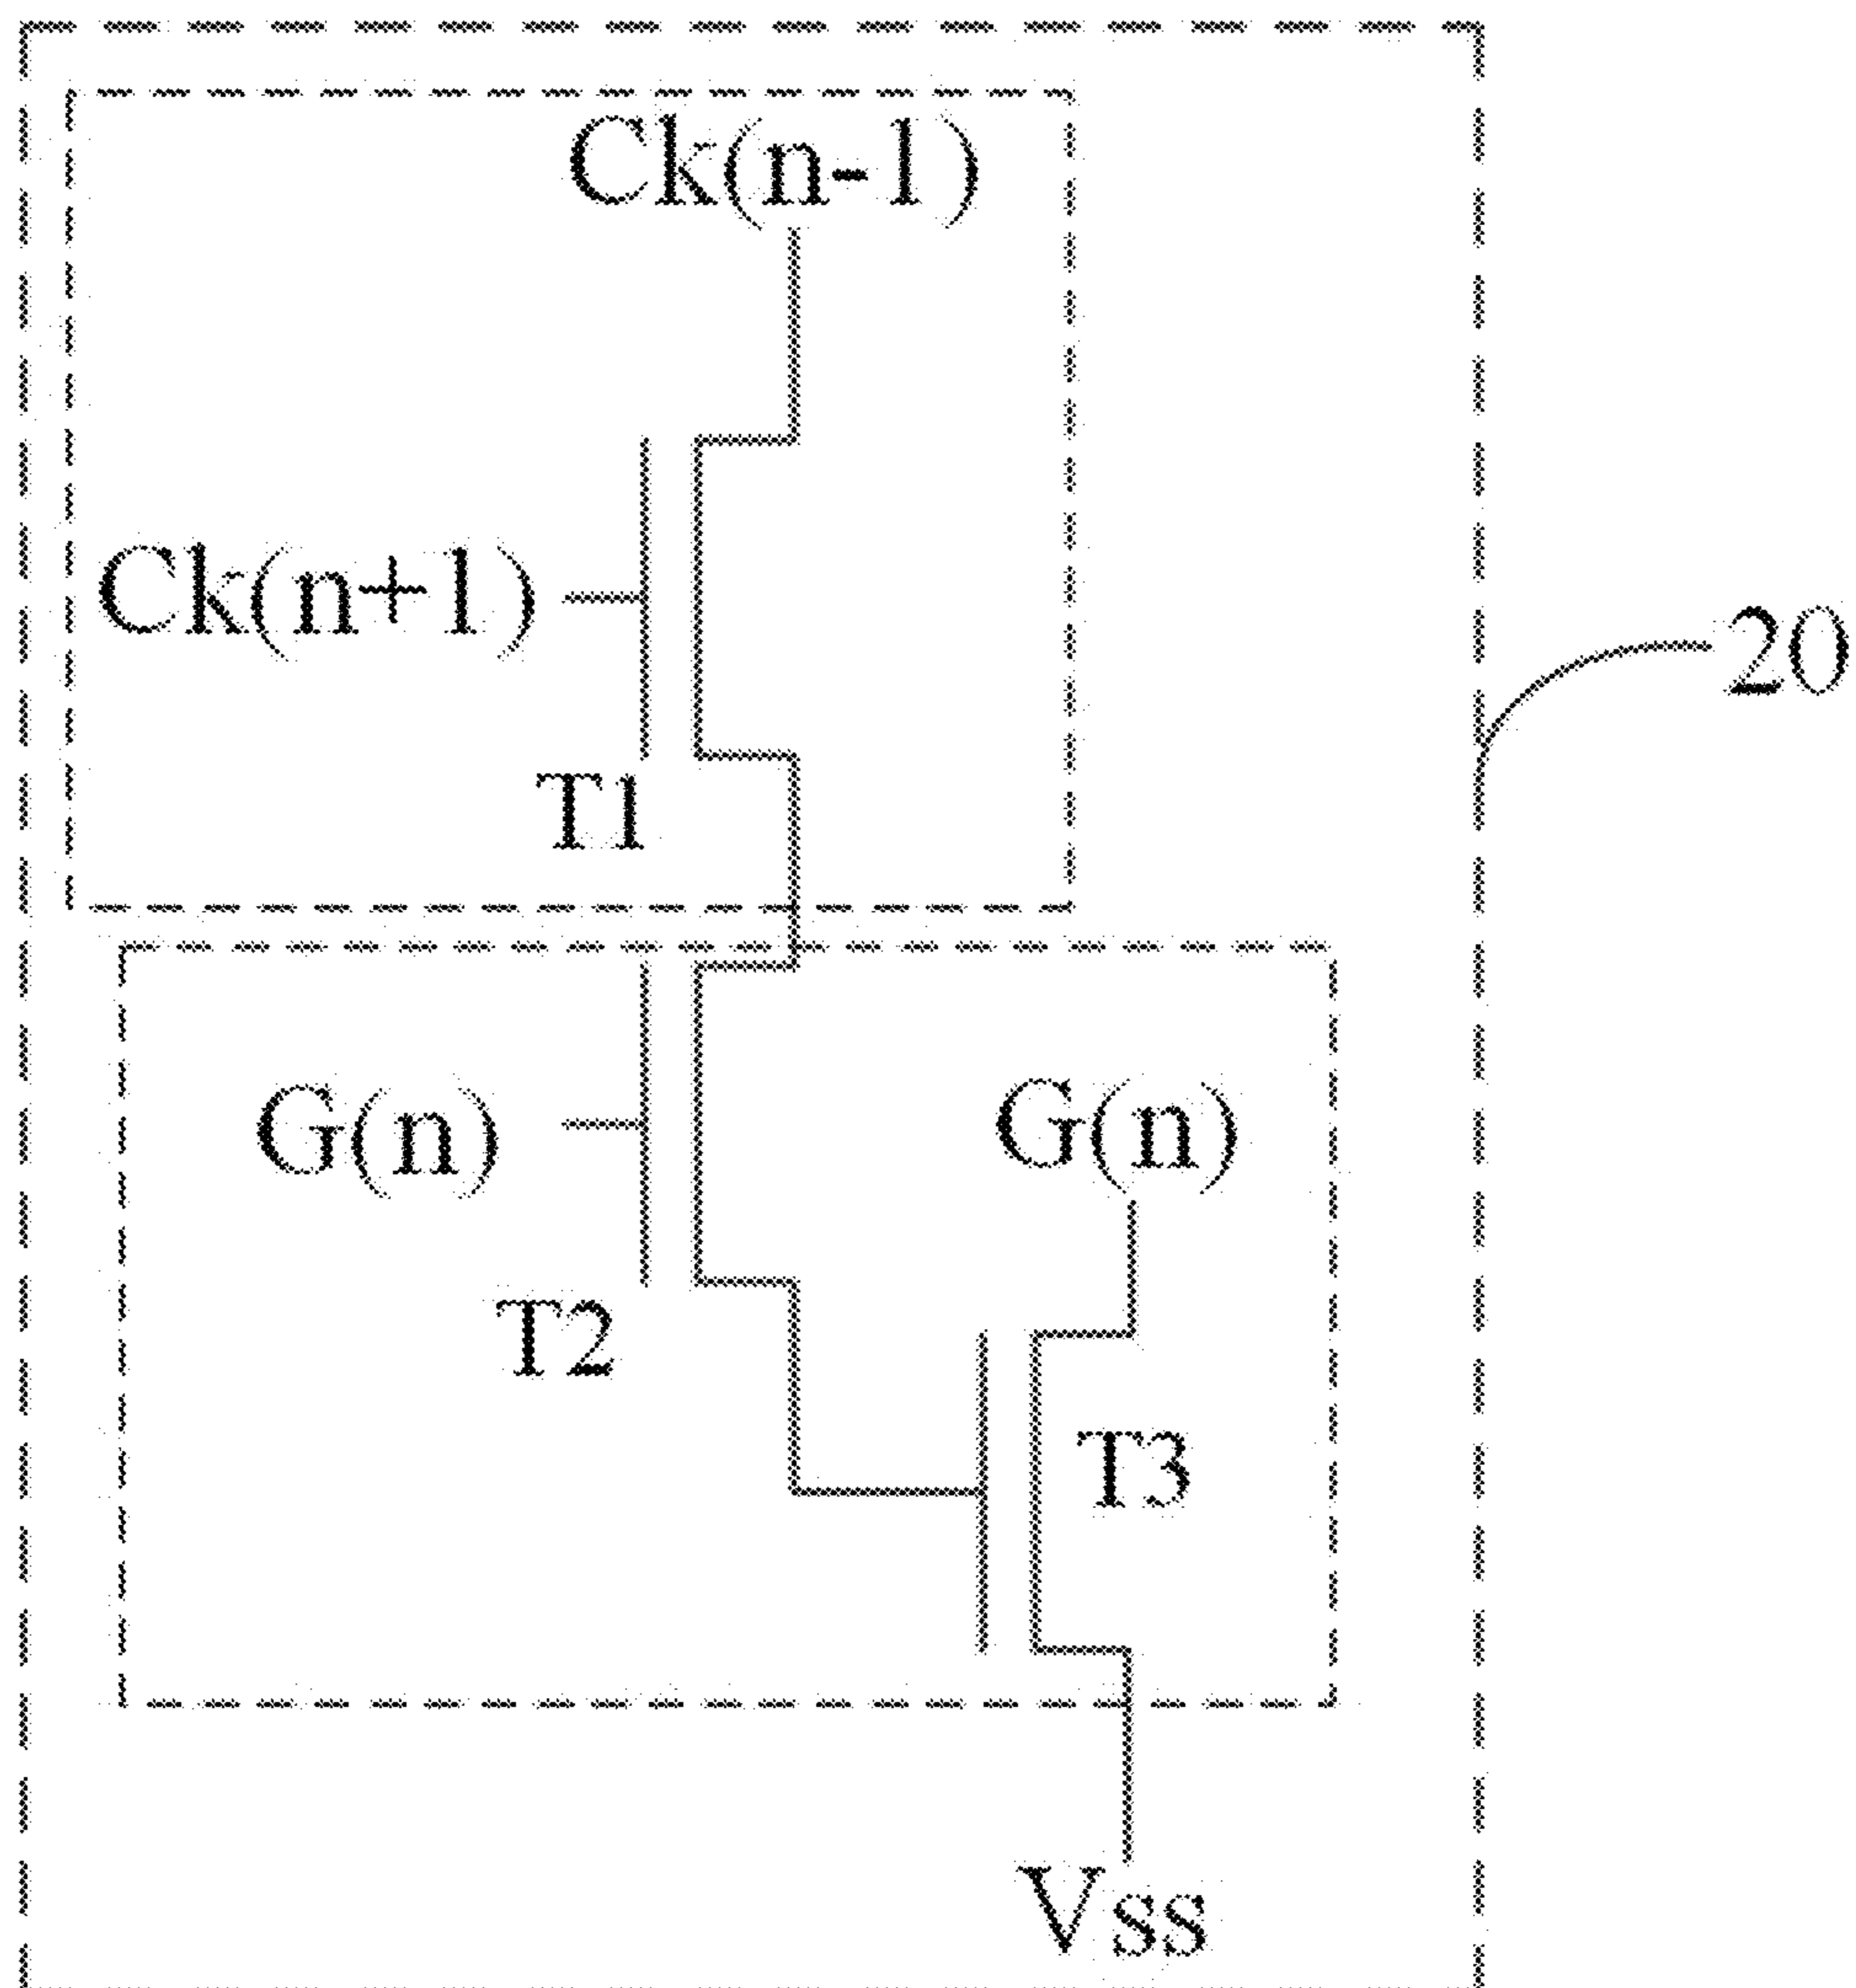 Ck(n-1)
Ck(n+1)
20
T1
G(n)
G(n)
T2
T3
Vss